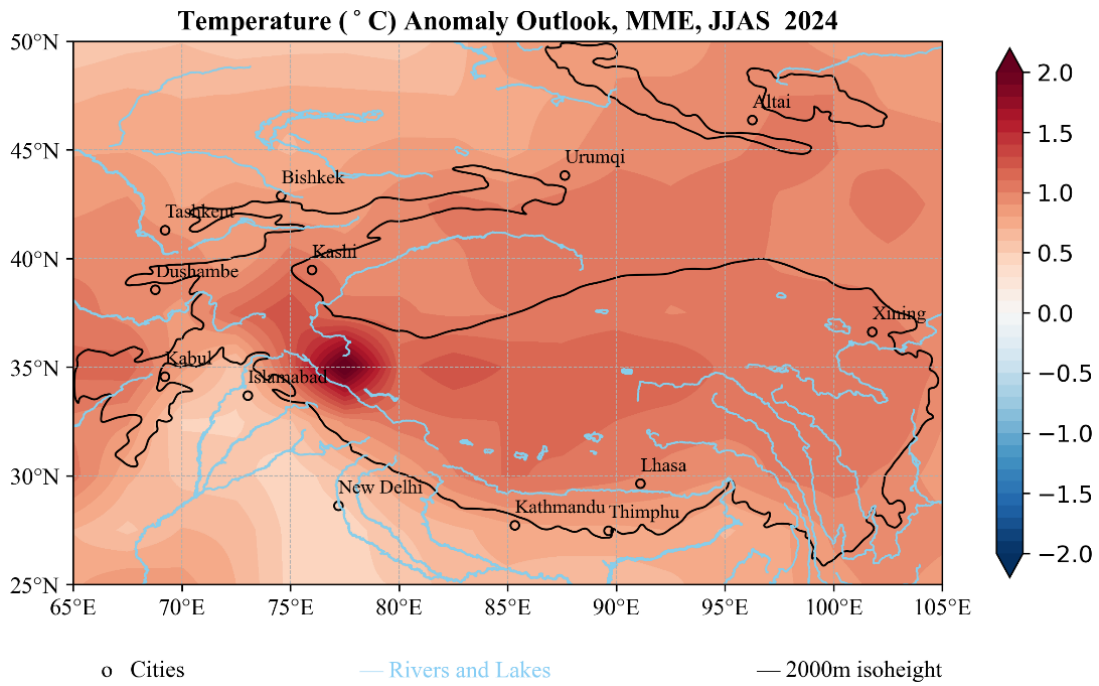 Temperature (°C) Anomaly Outlook, MME, JJAS 2024
50°N
2.0
Altai
1.5
45°N
Urumqi
Bishkek
1.0
Tashkent
0.5
40°N
Kashi
Dushambe
0.0
Xining
Kabul
35°N
Islamabad
−0.5
−1.0
30°N
Lhasa
New Delhi
Kathmandu
Thimphu
−1.5
−2.0
25°N
65°E 70°E 75°E 80°E 85°E 90°E 95°E 100°E 105°E
Cities Rivers and Lakes 2000m isoheight